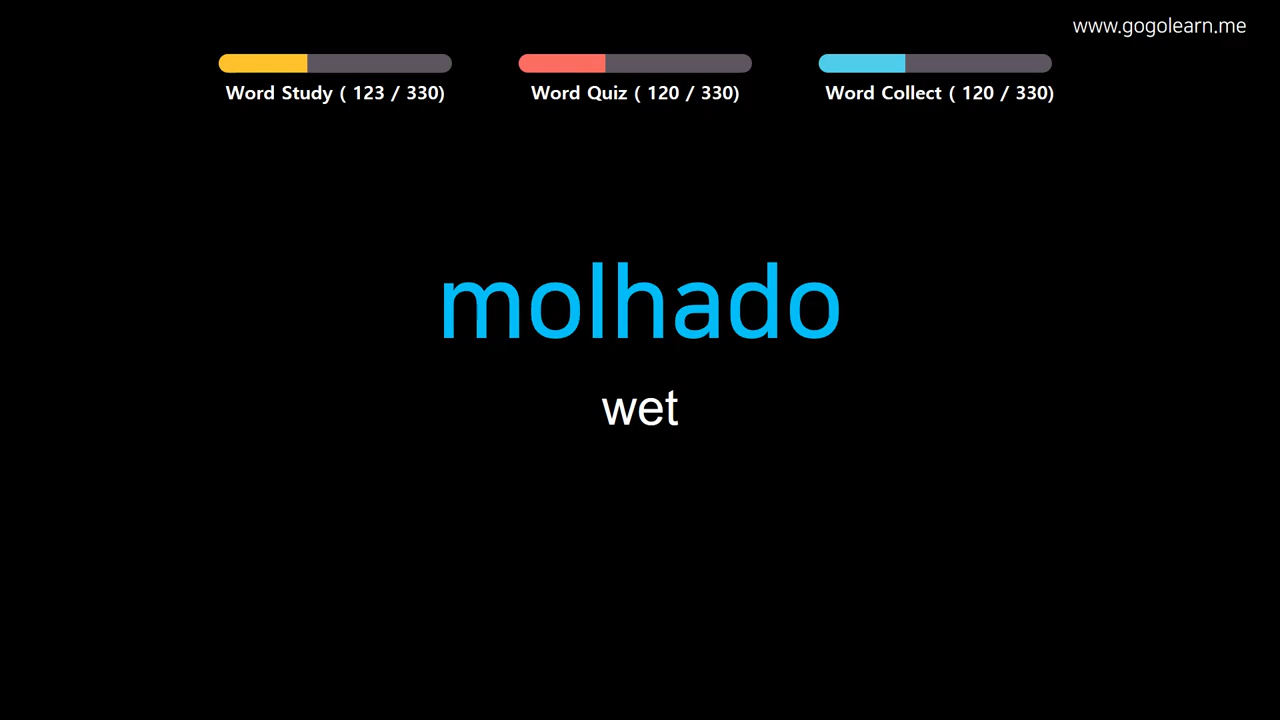 www.gogolearn.me
Word Study ( 123 / 330)
Word Quiz ( 120 / 330)
Word Collect ( 120 / 330)
molhado
wet